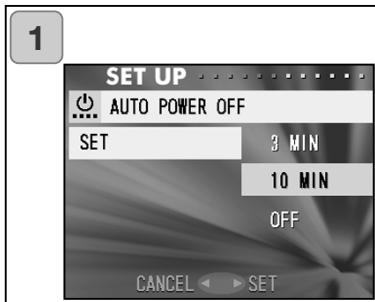 1
SET UP
AUTO POWER OFF
SET 3 MIN
10 MIN
OFF
CANCEL SET